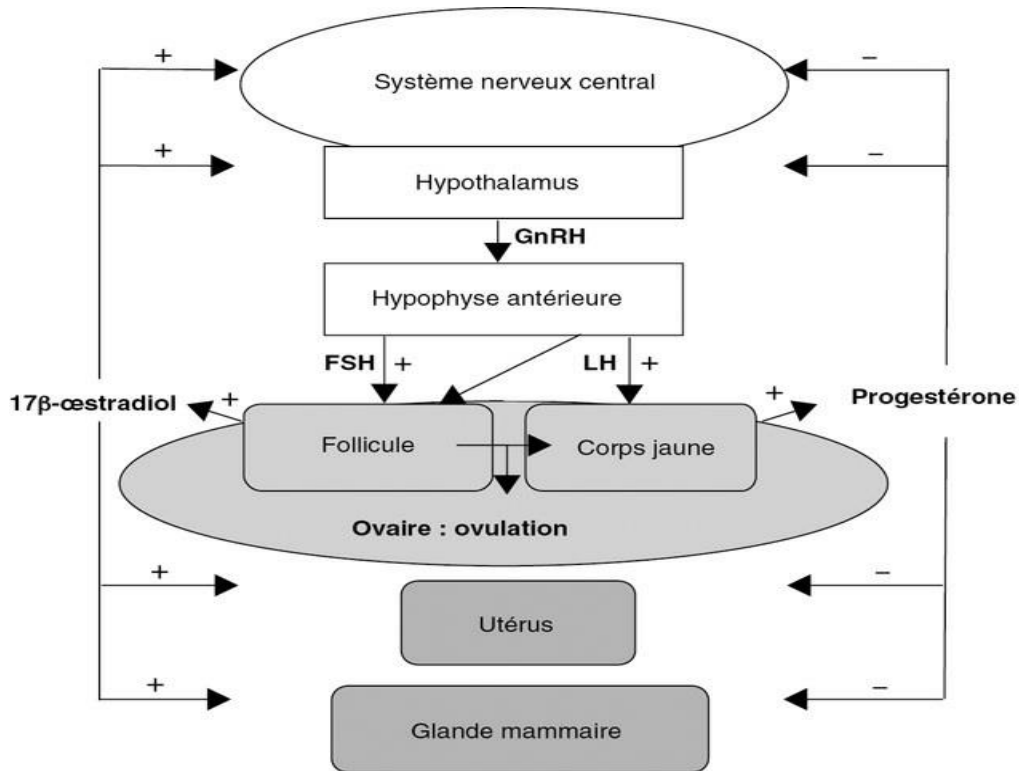 +
–
Système nerveux central
+
–
Hypothalamus
GnRH
Hypophyse antérieure
FSH + LH +
17β-œstradiol + + Progestérone
Follicule Corps jaune
Ovaire : ovulation
+ –
Utérus
+ –
Glande mammaire